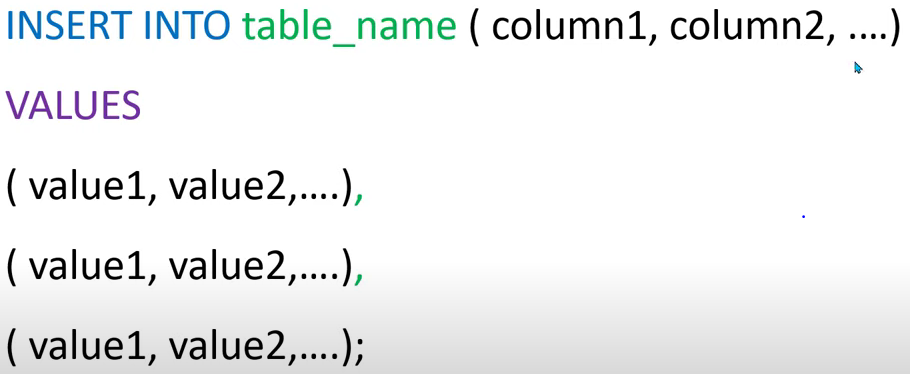 INSERT INTO table_name ( column1, column2, ....)
VALUES
( value1, value2,....),
( value1, value2,....),
( value1, value2,....);